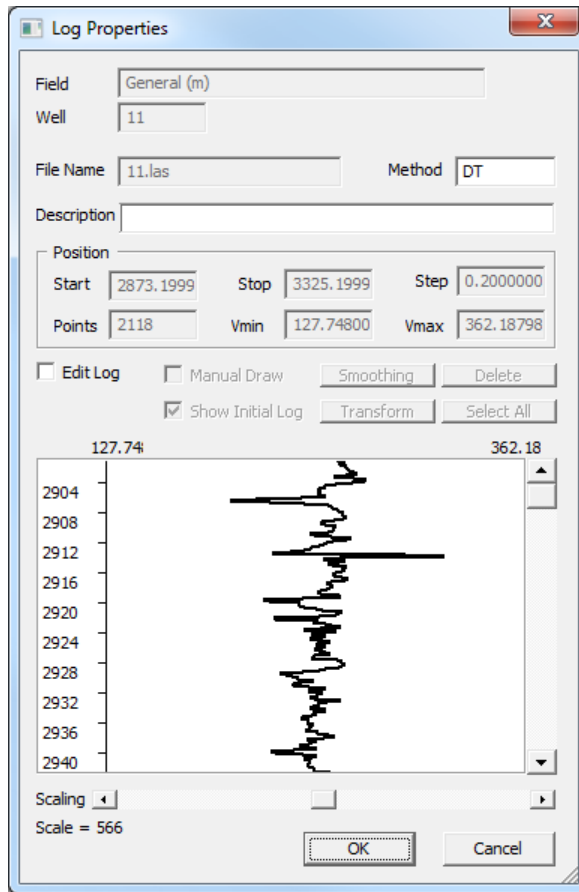 Log Properties
Field General (m)
Well 11
File Name 11.las Method DT
Description
Position
Start 2873.1999 Stop 3325.1999 Step 0.2000000
Points 2118 Vmin 127.74800 Vmax 362.18798
Edit Log Manual Draw Smoothing Delete
Show Initial Log Transform Select All
127.748 362.18
2904
2908
2912
2916
2920
2924
2928
2932
2936
2940
Scaling
Scale = 566
OK Cancel